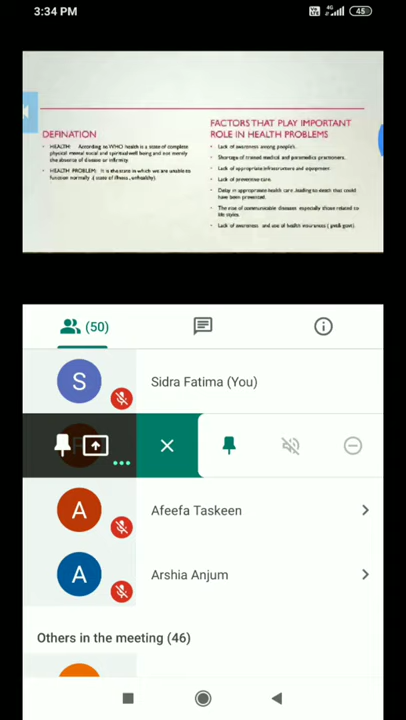 3:34 PM
Vo
LTE
4G
45
DEFINATION
• HEALTH: According to WHO health is a state of complete
physical mental social and spiritual well being and not merely
the absence of disease or infirmity.
• HEALTH PROBLEM: It is the state in which we are unable to
function normally .( state of illness , unhealthy).
FACTORS THAT PLAY IMPORTANT
ROLE IN HEALTH PROBLEMS
• Lack of awareness among people's.
• Shortage of trained medical and paramedics practitioners.
• Lack of appropriate infrastructure and equipment
• Lack of preventive care.
• Delay in appropriate health care leading to death that could
have been prevented.
• The rise of communicable diseases especially those related to
life styles.
• Lack of awareness and use of health insurances ( pvt& govt).
(50)
S
Sidra Fatima (You)
A
Afeefa Taskeen
A
Arshia Anjum
Others in the meeting (46)